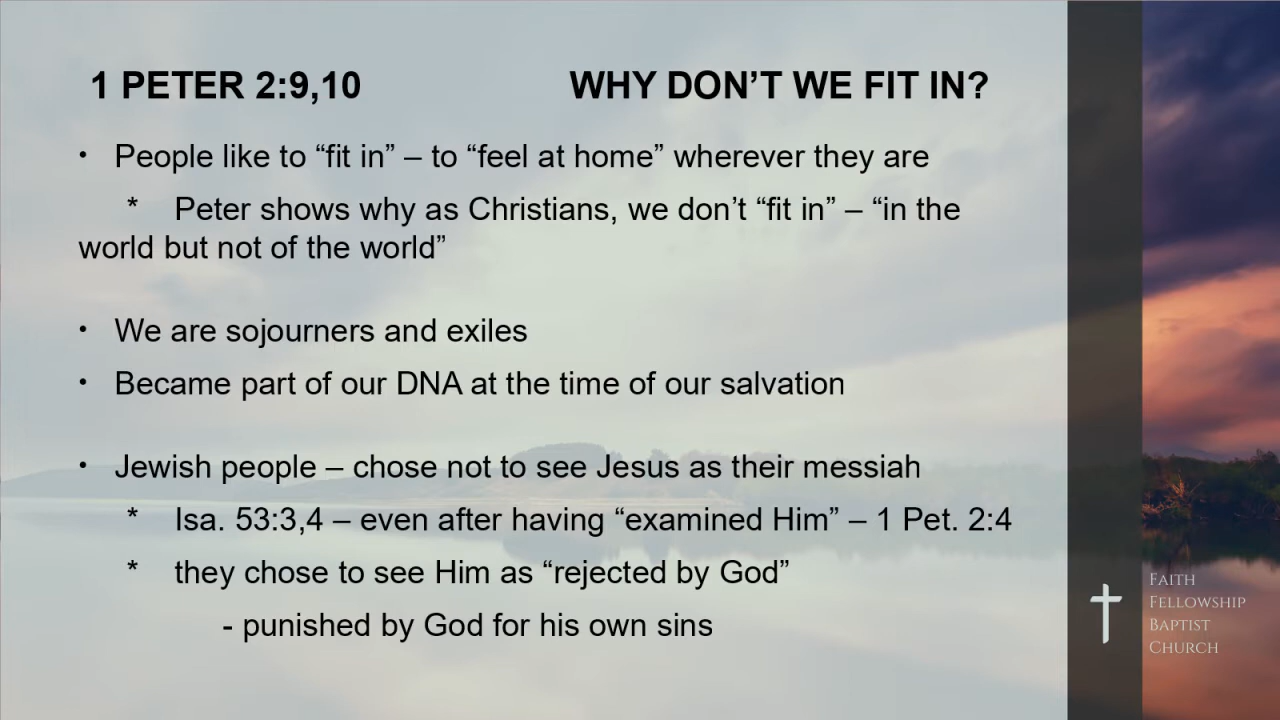 1 PETER 2:9,10 WHY DON’T WE FIT IN?
• People like to “fit in” – to “feel at home” wherever they are
* Peter shows why as Christians, we don’t “fit in” – “in the
world but not of the world”
• We are sojourners and exiles
• Became part of our DNA at the time of our salvation
• Jewish people – chose not to see Jesus as their messiah
* Isa. 53:3,4 – even after having “examined Him” – 1 Pet. 2:4
* they chose to see Him as “rejected by God”
- punished by God for his own sins
FAITH
FELLOWSHIP
BAPTIST
CHURCH